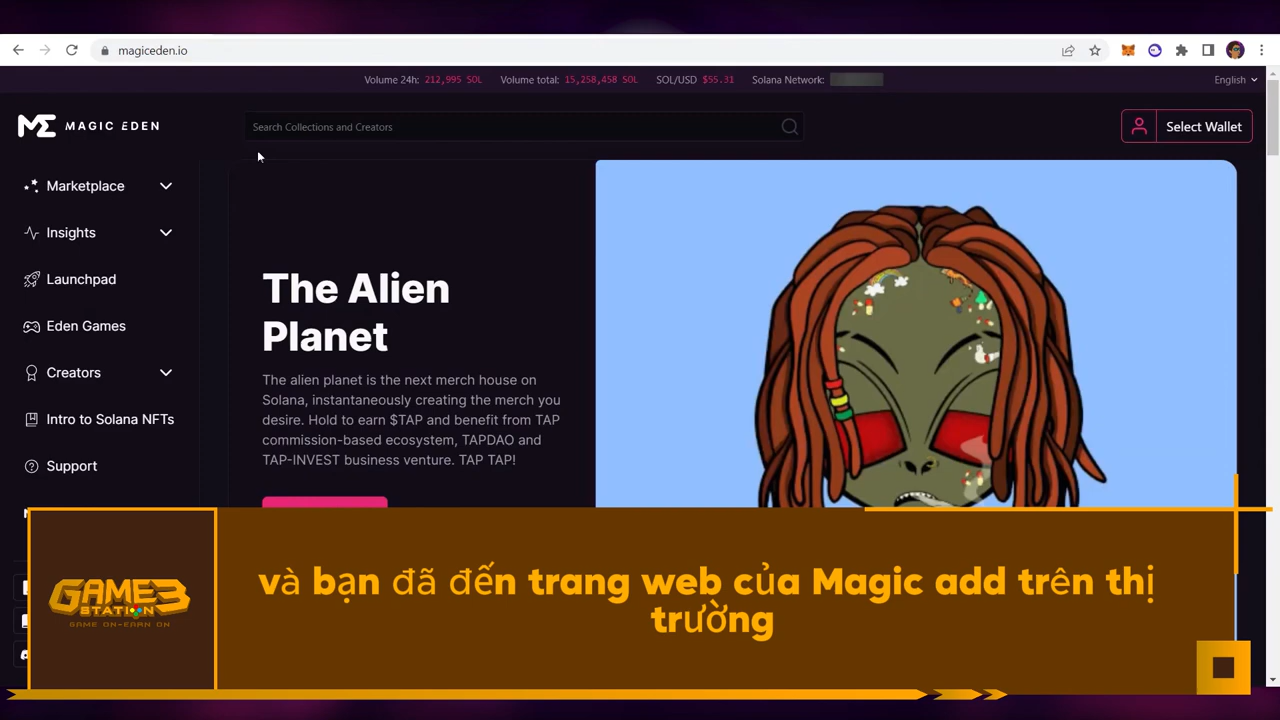 magiceden.io
Volume 24h: 212,995 SOL Volume total: 15,258,458 SOL SOL/USD $55.31 Solana Network:
English
MAGIC EDEN
Search Collections and Creators
Select Wallet
Marketplace
Insights
Launchpad
Eden Games
Creators
Intro to Solana NFTs
Support
The Alien
Planet
The alien planet is the next merch house on
Solana, instantaneously creating the merch you
desire. Hold to earn $TAP and benefit from TAP
commission-based ecosystem, TAPDAO and
TAP-INVEST business venture. TAP TAP!
GAME3
STATION
GAME ON-EARN ON
và bạn đã đến trang web của Magic add trên thị
trường